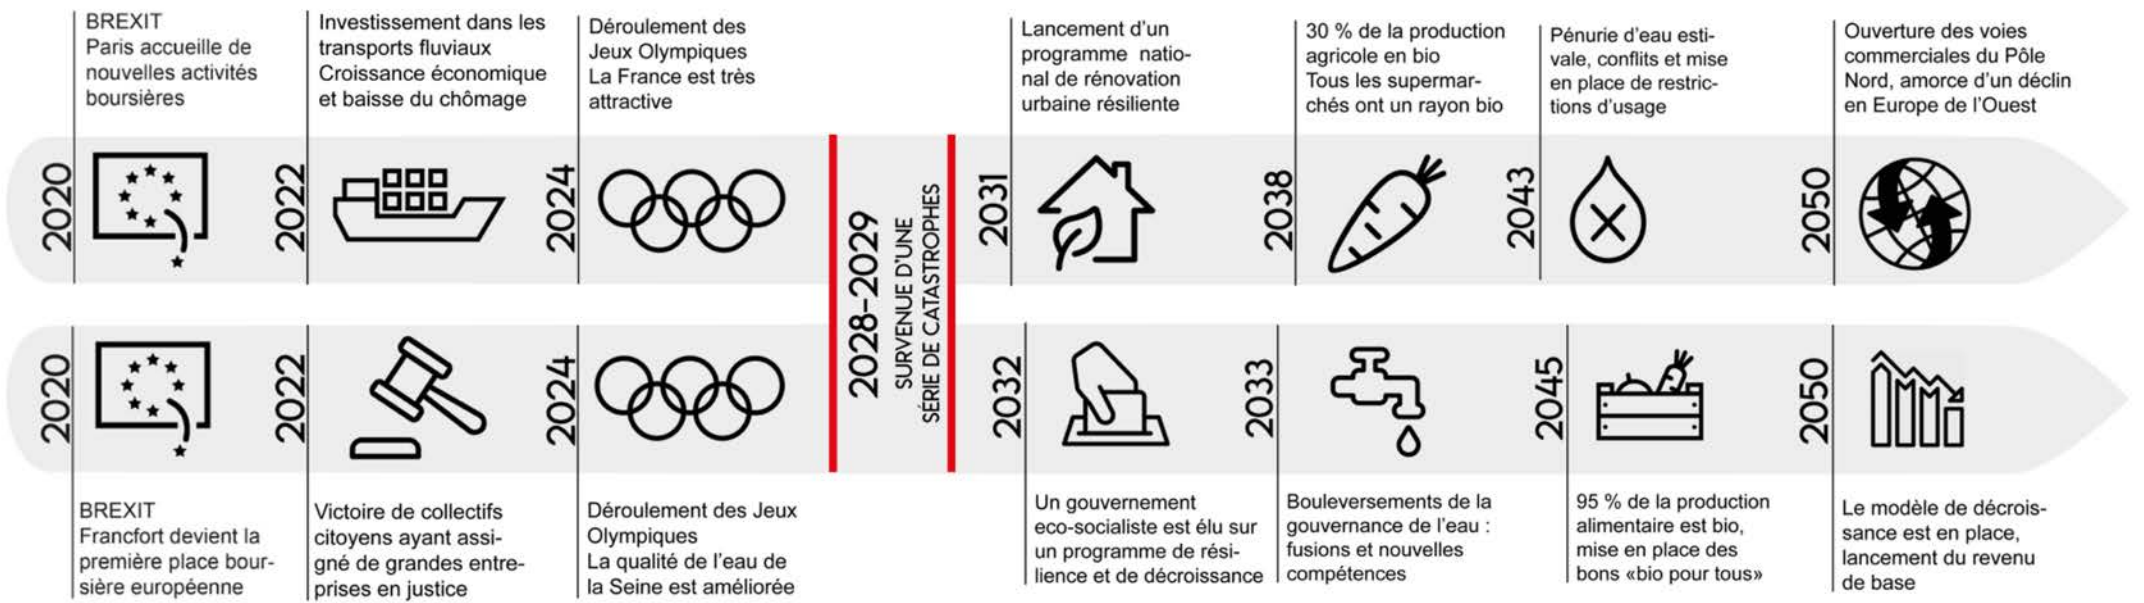 BREXIT
Paris accueille de
nouvelles activités
boursières
Investissement dans les
transports fluviaux
Croissance économique
et baisse du chômage
Déroulement des
Jeux Olympiques
La France est très
attractive
Lancement d'un
programme natio-
nal de rénovation
urbaine résiliente
30 % de la production
agricole en bio
Tous les supermar-
chés ont un rayon bio
Pénurie d'eau esti-
vale, conflits et mise
en place de restric-
tions d'usage
Ouverture des voies
commerciales du Pôle
Nord, amorce d'un déclin
en Europe de l'Ouest
2020
2022
2024
2028-2029
SURVENUE D'UNE
SÉRIE DE CATASTROPHES
2031
2038
2043
2050
2020
2022
2024
2032
2033
2045
2050
BREXIT
Francfort devient la
première place bour-
sière européenne
Victoire de collectifs
citoyens ayant assi-
gné de grandes entre-
prises en justice
Déroulement des Jeux
Olympiques
La qualité de l'eau de
la Seine est améliorée
Un gouvernement
eco-socialiste est élu sur
un programme de rési-
lience et de décroissance
Bouleversements de la
gouvernance de l'eau :
fusions et nouvelles
compétences
95 % de la production
alimentaire est bio,
mise en place des
bons «bio pour tous»
Le modèle de décrois-
sance est en place,
lancement du revenu
de base